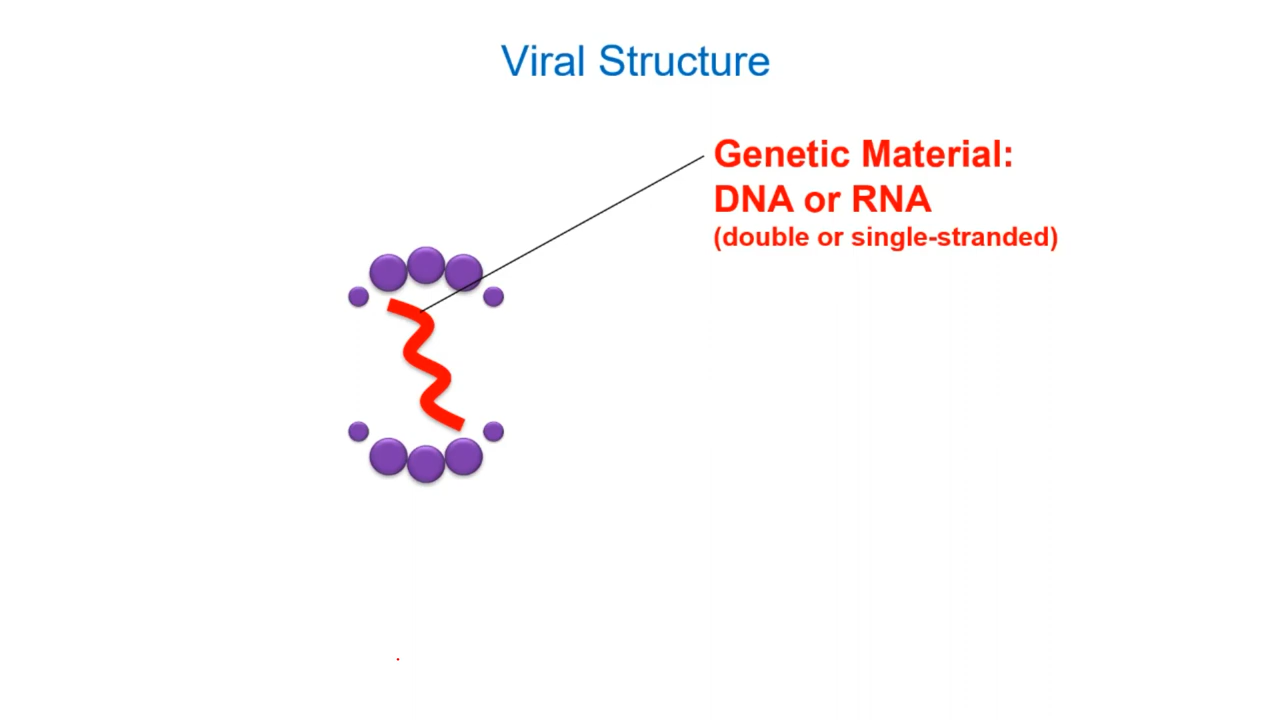 Viral Structure
Genetic Material:
DNA or RNA
(double or single-stranded)